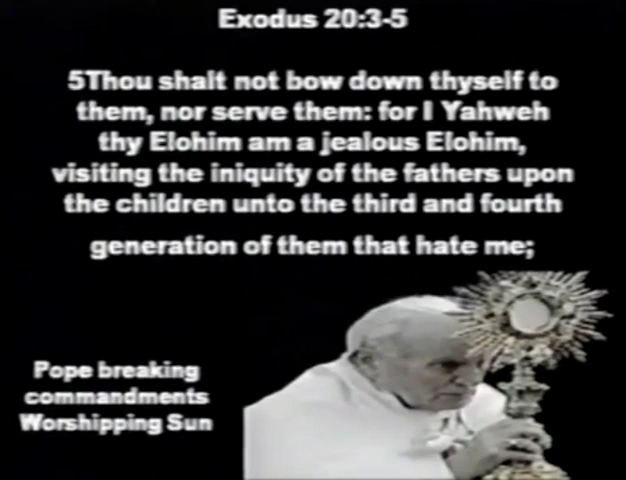 Exodus 20:3-5
5Thou shalt not bow down thyself to
them, nor serve them: for I Yahweh
thy Elohim am a jealous Elohim,
visiting the iniquity of the fathers upon
the children unto the third and fourth
generation of them that hate me;
Pope breaking
commandments
Worshipping Sun